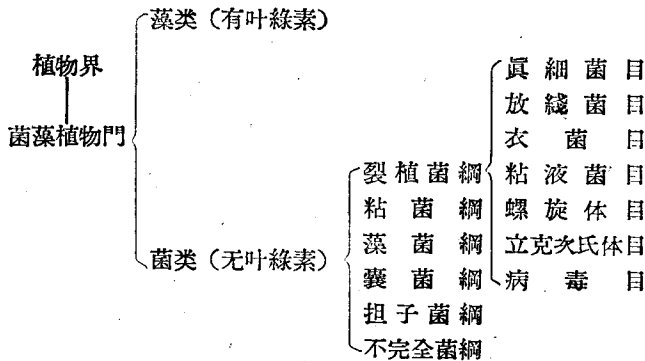 藻类（有叶綠素）
植物界
菌藻植物門
菌类（无叶綠素）
裂植菌綱
粘菌綱
藻菌綱
囊菌綱
担子菌綱
不完全菌綱
眞細菌目
放綫菌目
衣菌目
粘液菌目
螺旋体目
立克次氏体目
病毒目